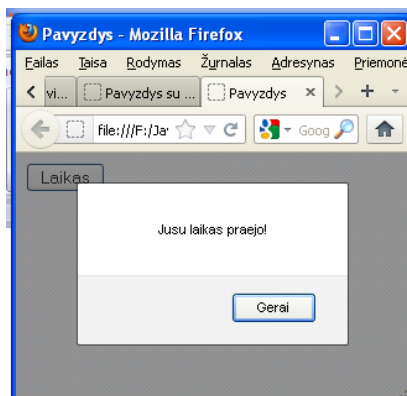 Pavyzdys - Mozilla Firefox
Failas Taisa Rodymas Žurnalas Adresynas Priemonė
vi... Pavyzdys su ... Pavyzdys
file:///F:/Ja Goog
Laikas
Jusu laikas praejo!
Gerai